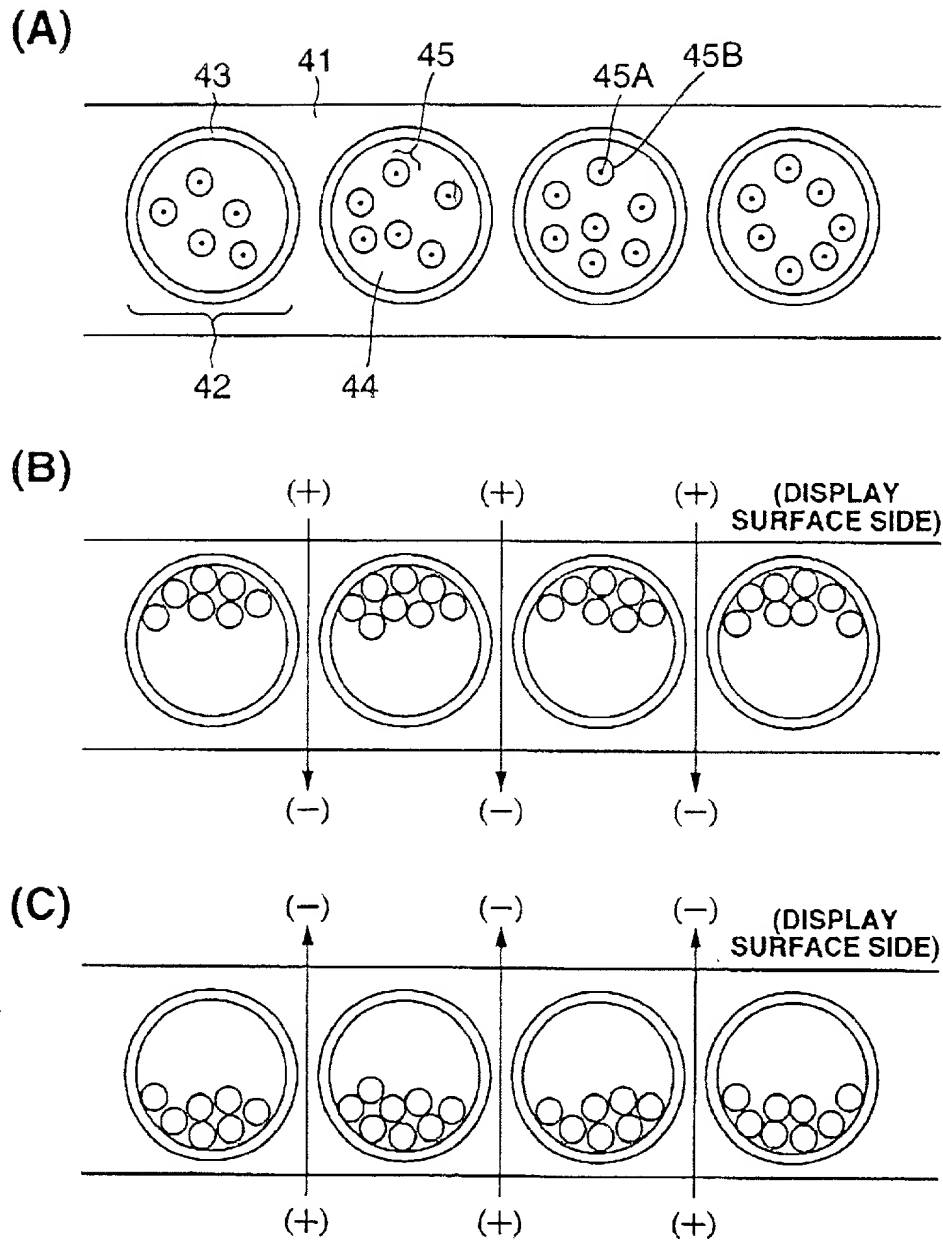 (A)
43 41 45 45A 45B
42 44
(B)
(+) (+) (+) (DISPLAY
SURFACE SIDE)
(−) (−) (−)
(C)
(−) (−) (−) (DISPLAY
SURFACE SIDE)
(+) (+) (+)